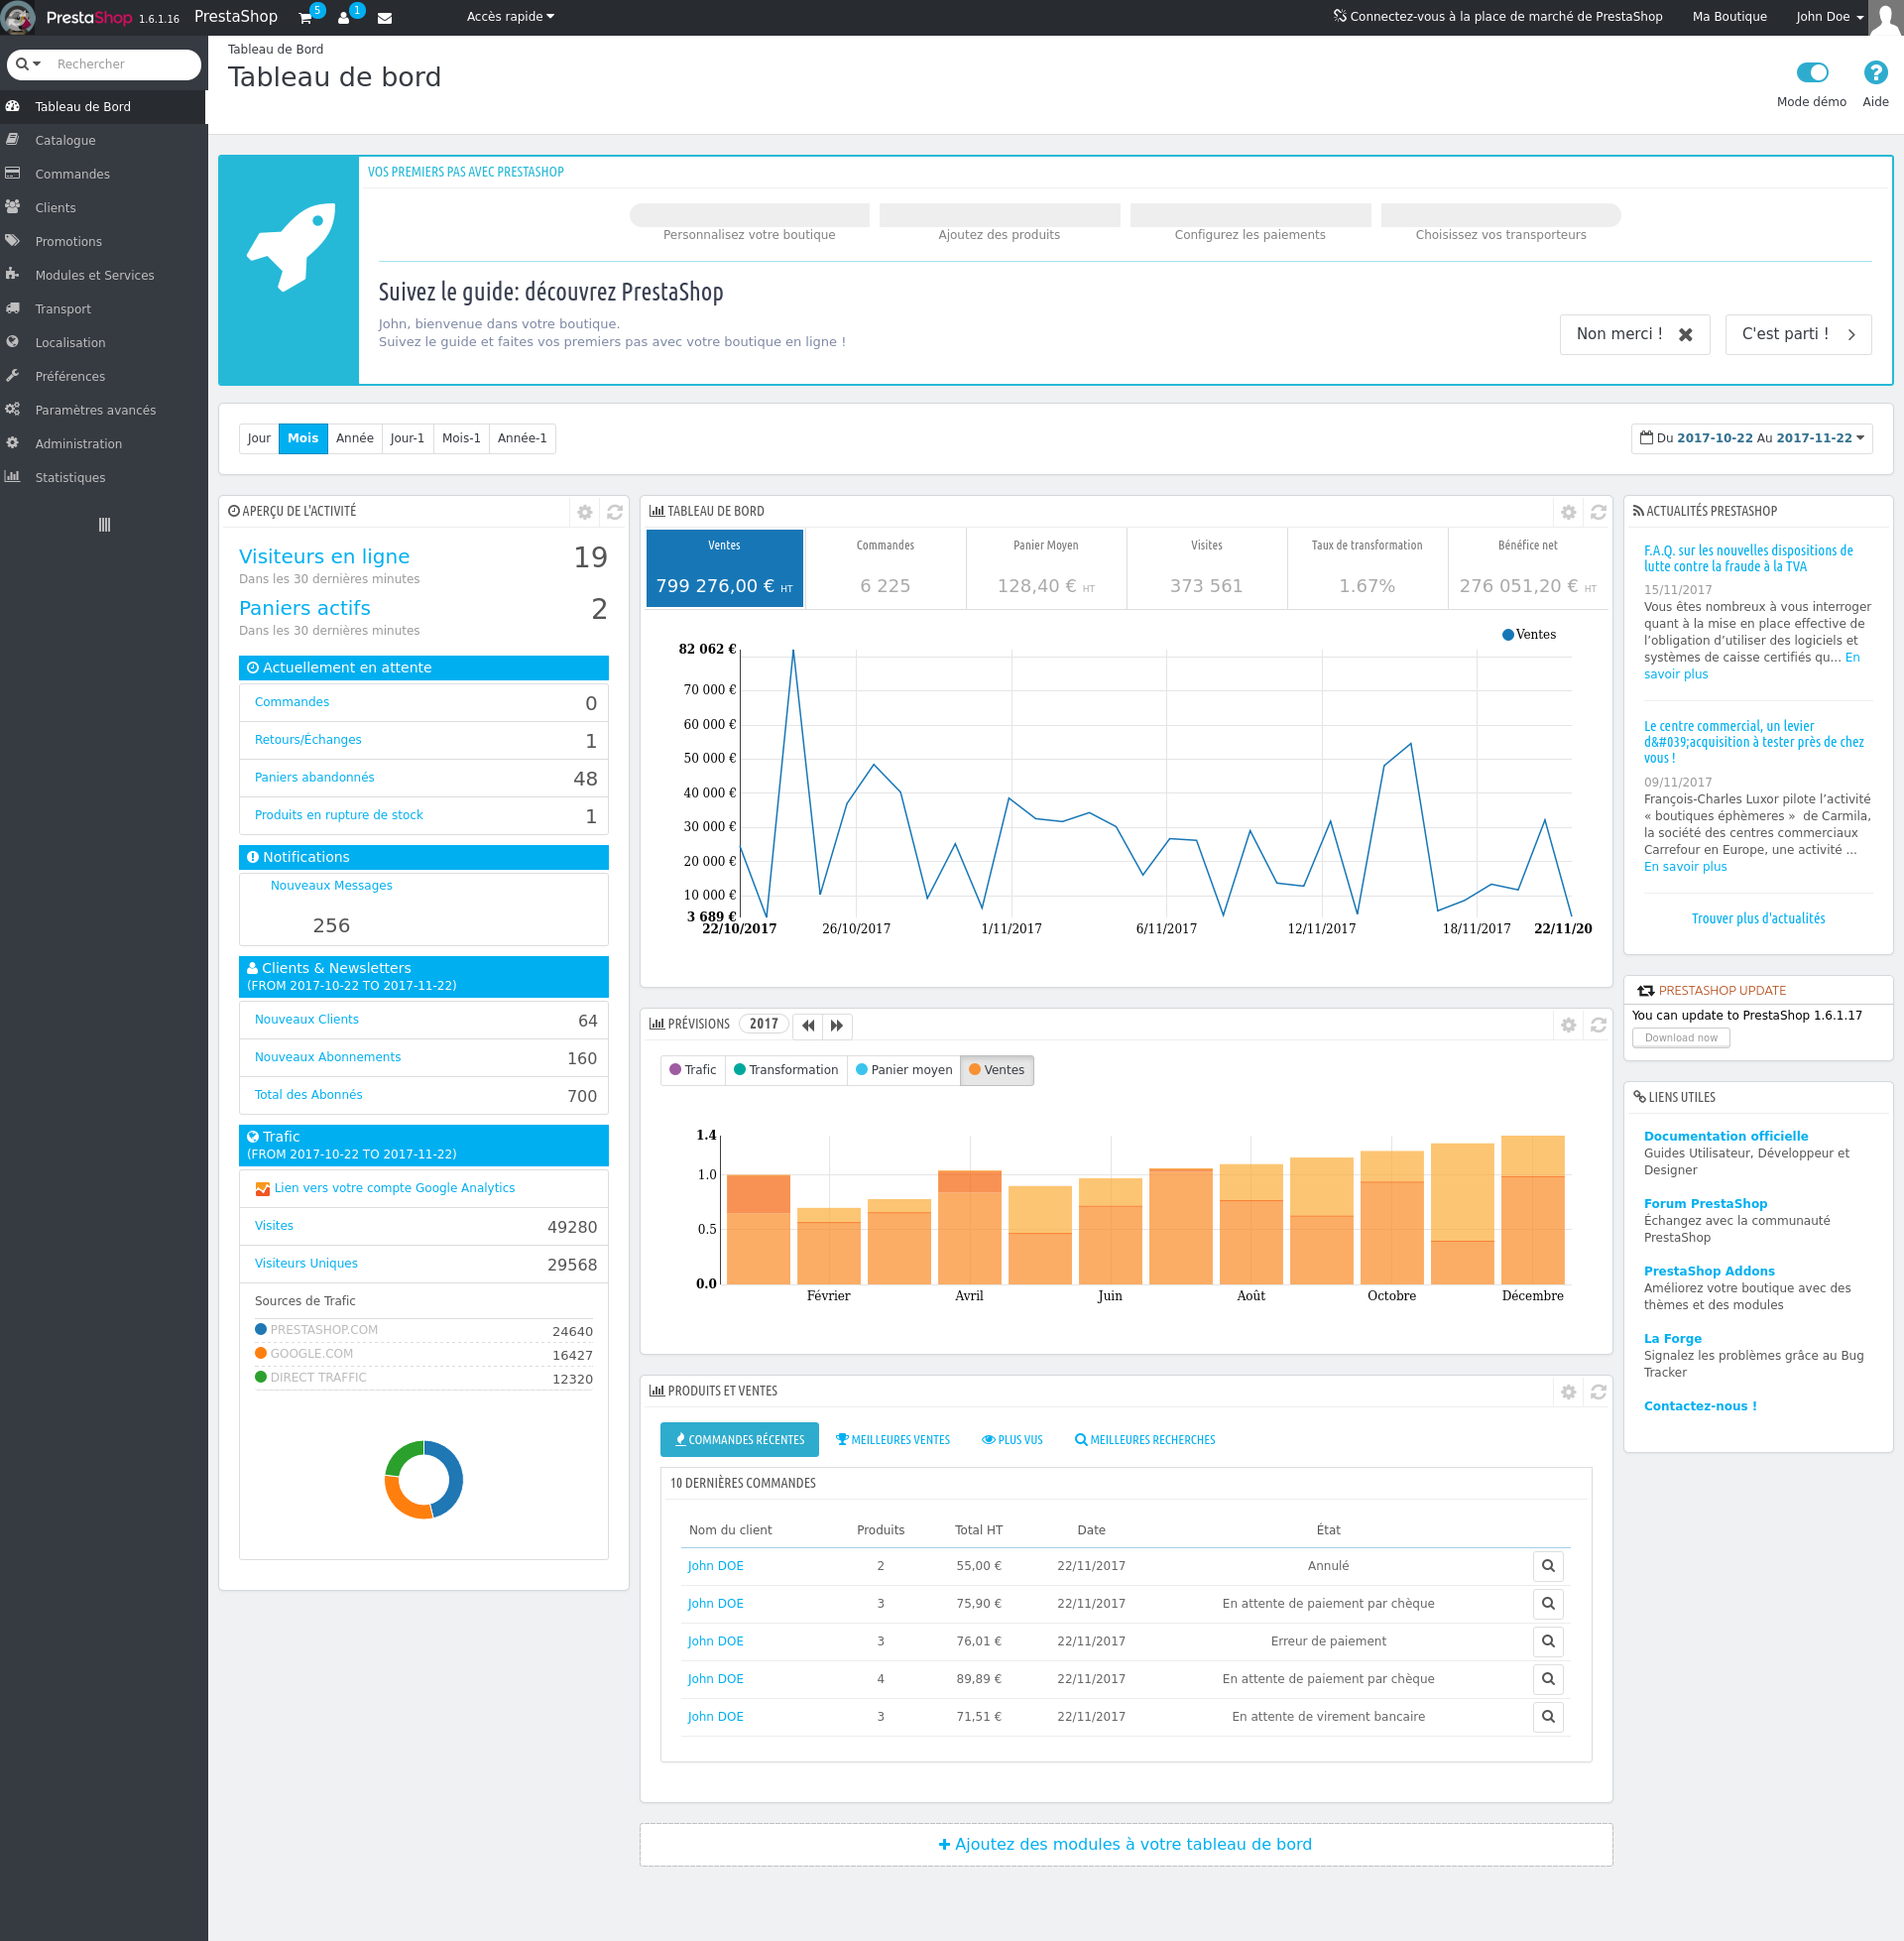 PrestaShop 1.6.1.16 PrestaShop 5 1 Accès rapide Connectez-vous à la place de marché de PrestaShop Ma Boutique John Doe
Rechercher
Tableau de Bord
Catalogue
Commandes
Clients
Promotions
Modules et Services
Transport
Localisation
Préférences
Paramètres avancés
Administration
Statistiques
Tableau de Bord
Tableau de bord
Mode démo Aide
VOS PREMIERS PAS AVEC PRESTASHOP
Personnalisez votre boutique Ajoutez des produits Configurez les paiements Choisissez vos transporteurs
Suivez le guide: découvrez PrestaShop
John, bienvenue dans votre boutique.
Suivez le guide et faites vos premiers pas avec votre boutique en ligne !
Non merci ! C'est parti !
Jour Mois Année Jour-1 Mois-1 Année-1
Du 2017-10-22 Au 2017-11-22
APERÇU DE L'ACTIVITÉ
Visiteurs en ligne 19
Dans les 30 dernières minutes
Paniers actifs 2
Dans les 30 dernières minutes
Actuellement en attente
Commandes 0
Retours/Échanges 1
Paniers abandonnés 48
Produits en rupture de stock 1
Notifications
Nouveaux Messages
256
Clients & Newsletters
(FROM 2017-10-22 TO 2017-11-22)
Nouveaux Clients 64
Nouveaux Abonnements 160
Total des Abonnés 700
Trafic
(FROM 2017-10-22 TO 2017-11-22)
Lien vers votre compte Google Analytics
Visites 49280
Visiteurs Uniques 29568
Sources de Trafic
PRESTASHOP.COM 24640
GOOGLE.COM 16427
DIRECT TRAFFIC 12320
TABLEAU DE BORD
Ventes Commandes Panier Moyen Visites Taux de transformation Bénéfice net
799 276,00 € HT 6 225 128,40 € HT 373 561 1.67% 276 051,20 € HT
Ventes
82 062 €
70 000 €
60 000 €
50 000 €
40 000 €
30 000 €
20 000 €
10 000 €
3 689 €
22/10/2017 26/10/2017 1/11/2017 6/11/2017 12/11/2017 18/11/2017 22/11/20
PRÉVISIONS 2017
Trafic Transformation Panier moyen Ventes
1.4
1.0
0.5
0.0
Février Avril Juin Août Octobre Décembre
PRODUITS ET VENTES
COMMANDES RÉCENTES MEILLEURES VENTES PLUS VUS MEILLEURES RECHERCHES
10 DERNIÈRES COMMANDES
Nom du client Produits Total HT Date État
John DOE 2 55,00 € 22/11/2017 Annulé
John DOE 3 75,90 € 22/11/2017 En attente de paiement par chèque
John DOE 3 76,01 € 22/11/2017 Erreur de paiement
John DOE 4 89,89 € 22/11/2017 En attente de paiement par chèque
John DOE 3 71,51 € 22/11/2017 En attente de virement bancaire
Ajoutez des modules à votre tableau de bord
ACTUALITÉS PRESTASHOP
F.A.Q. sur les nouvelles dispositions de
lutte contre la fraude à la TVA
15/11/2017
Vous êtes nombreux à vous interroger
quant à la mise en place effective de
l’obligation d’utiliser des logiciels et
systèmes de caisse certifiés qu... En
savoir plus
Le centre commercial, un levier
d&#039;acquisition à tester près de chez
vous !
09/11/2017
François-Charles Luxor pilote l’activité
« boutiques éphèmeres » de Carmila,
la société des centres commerciaux
Carrefour en Europe, une activité ...
En savoir plus
Trouver plus d'actualités
PRESTASHOP UPDATE
You can update to PrestaShop 1.6.1.17
Download now
LIENS UTILES
Documentation officielle
Guides Utilisateur, Développeur et
Designer
Forum PrestaShop
Échangez avec la communauté
PrestaShop
PrestaShop Addons
Améliorez votre boutique avec des
thèmes et des modules
La Forge
Signalez les problèmes grâce au Bug
Tracker
Contactez-nous !